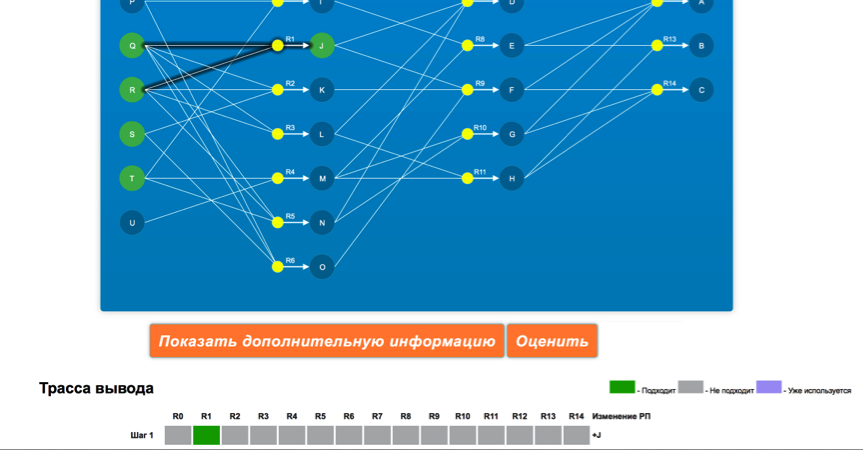 P I D A
Q R1 J R8 E R13 B
R R2 K R9 F R14 C
S R3 L R10 G
T R4 M R11 H
U R5 N
R6 O
Показать дополнительную информацию Оценить
Трасса вывода - Подходит - Не подходит - Уже используется
R0 R1 R2 R3 R4 R5 R6 R7 R8 R9 R10 R11 R12 R13 R14 Изменение РП
Шаг 1 +J